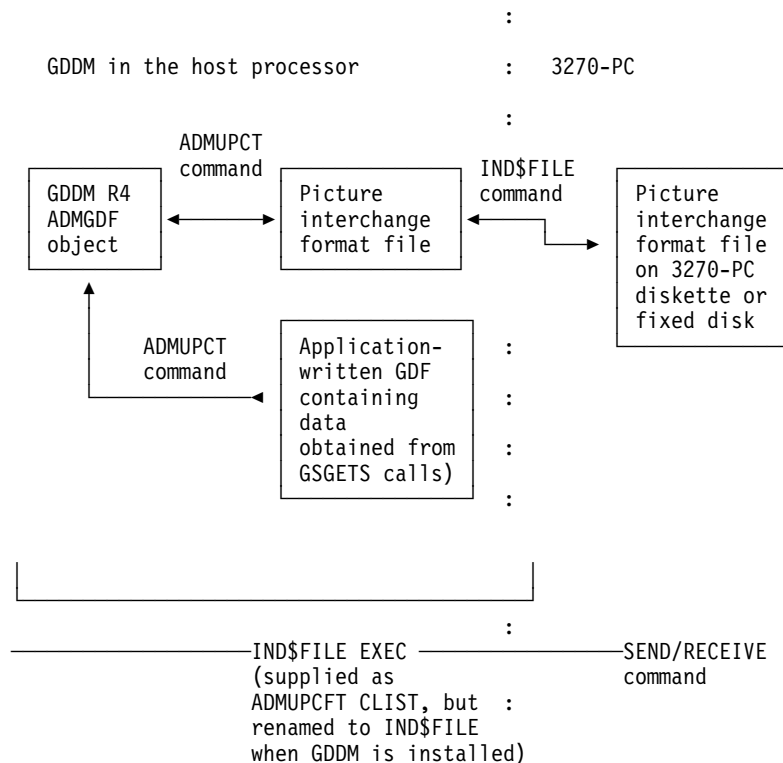 :
GDDM in the host processor : 3270-PC
:
ADMUPCT
command
IND$FILE
command
GDDM R4
ADMGDF
object
Picture
interchange
format file
Picture
interchange
format file
on 3270-PC
diskette or
fixed disk
ADMUPCT
command
Application-
written GDF
containing
data
obtained from
GSGETS calls)
:
:
:
:
:
IND$FILE EXEC
(supplied as
ADMUPCFT CLIST, but :
renamed to IND$FILE
when GDDM is installed)
SEND/RECEIVE
command